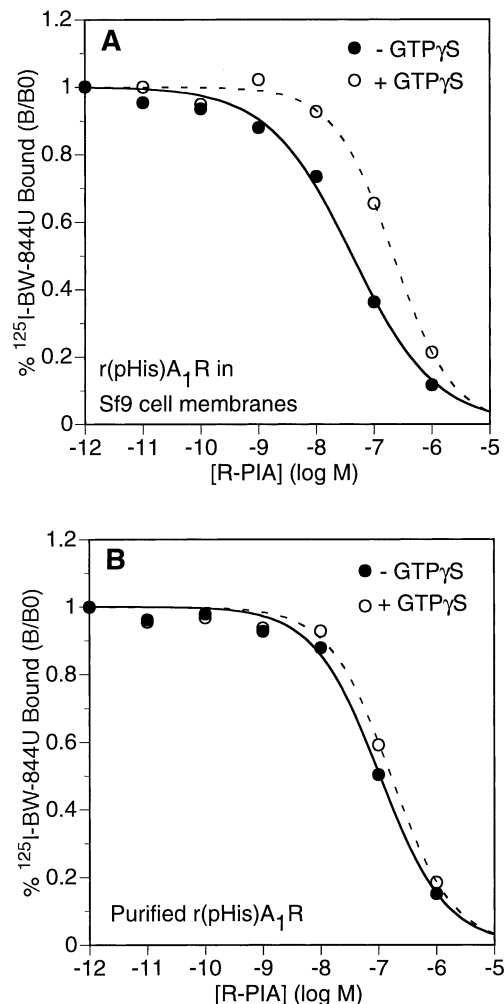 A
- GTPγS
+ GTPγS
% ¹²⁵I-BW-844U Bound (B/B0)
1.2
1
0.8
0.6
0.4
0.2
0
r(pHis)A₁R in
Sf9 cell membranes
-12 -11 -10 -9 -8 -7 -6 -5
[R-PIA] (log M)
B
- GTPγS
+ GTPγS
% ¹²⁵I-BW-844U Bound (B/B0)
1.2
1
0.8
0.6
0.4
0.2
0
Purified r(pHis)A₁R
-12 -11 -10 -9 -8 -7 -6 -5
[R-PIA] (log M)